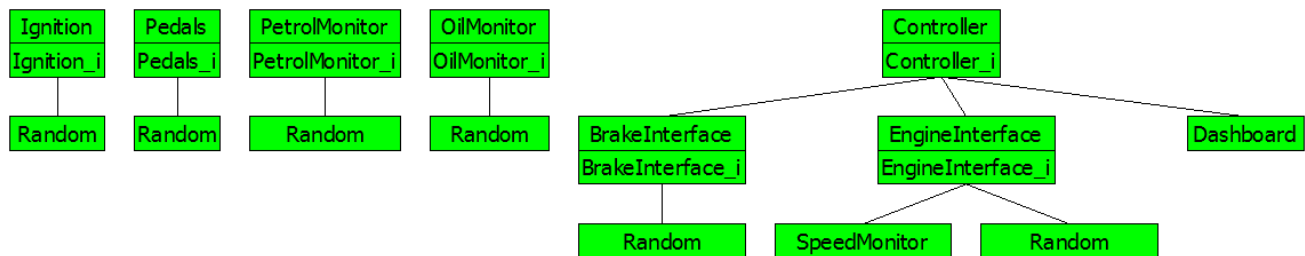 Ignition
Ignition_i
Random
Pedals
Pedals_i
Random
PetrolMonitor
PetrolMonitor_i
Random
OilMonitor
OilMonitor_i
Random
Controller
Controller_i
BrakeInterface
BrakeInterface_i
Random
EngineInterface
EngineInterface_i
SpeedMonitor
Random
Dashboard